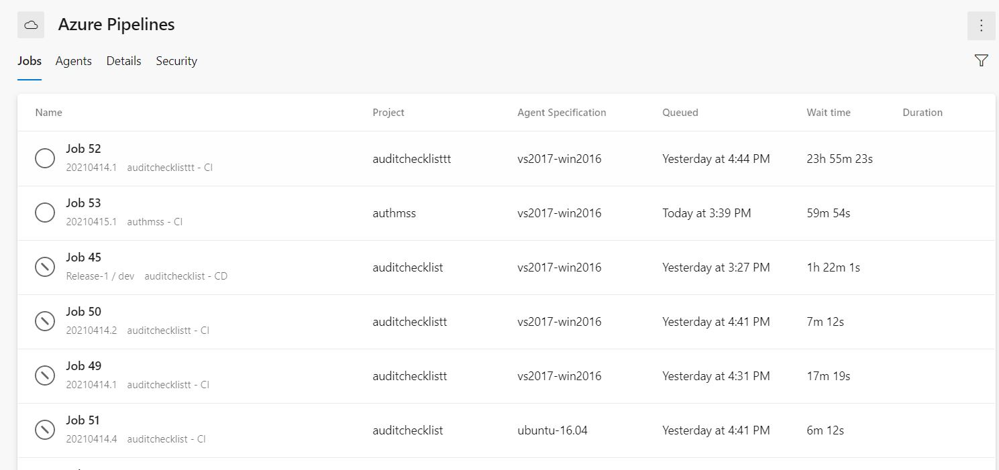 Azure Pipelines
Jobs Agents Details Security
Name Project Agent Specification Queued Wait time Duration
Job 52
20210414.1 auditchecklisttt - CI auditchecklisttt vs2017-win2016 Yesterday at 4:44 PM 23h 55m 23s
Job 53
20210415.1 authmss - CI authmss vs2017-win2016 Today at 3:39 PM 59m 54s
Job 45
Release-1 / dev auditchecklist - CD auditchecklist vs2017-win2016 Yesterday at 3:27 PM 1h 22m 1s
Job 50
20210414.2 auditchecklistt - CI auditchecklistt vs2017-win2016 Yesterday at 4:41 PM 7m 12s
Job 49
20210414.1 auditchecklistt - CI auditchecklistt vs2017-win2016 Yesterday at 4:31 PM 17m 19s
Job 51
20210414.4 auditchecklist - CI auditchecklist ubuntu-16.04 Yesterday at 4:41 PM 6m 12s